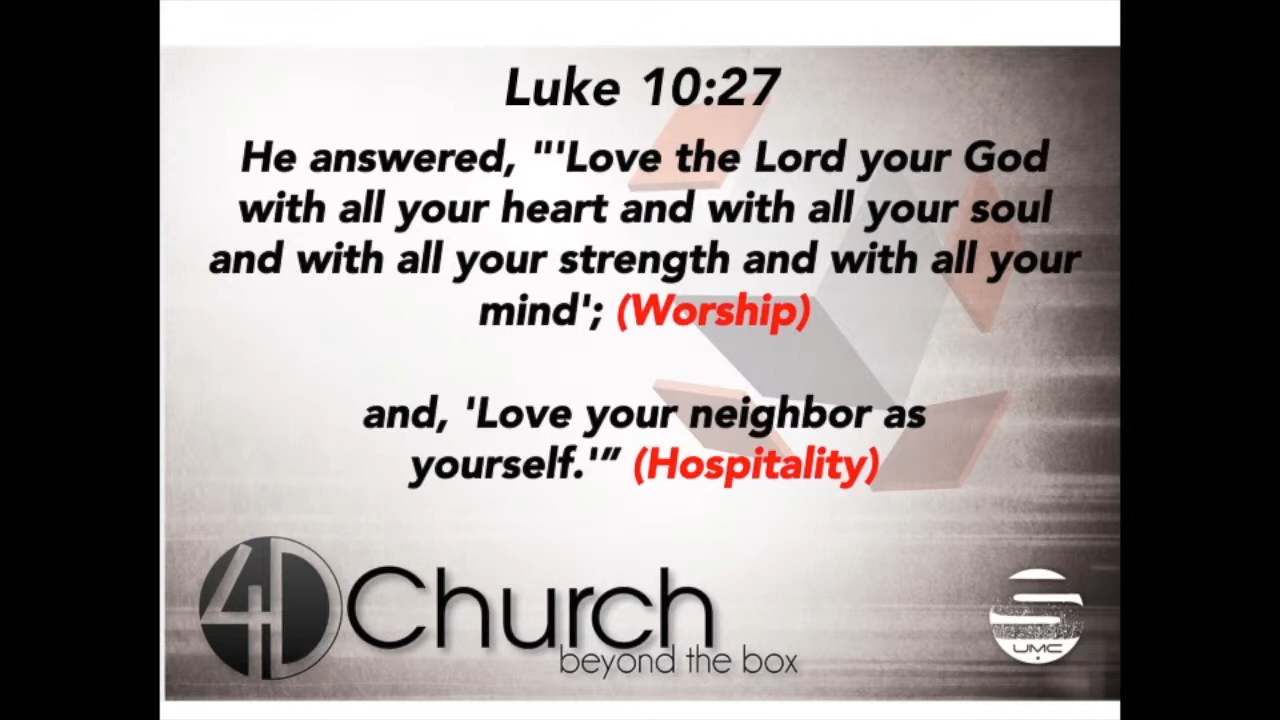 Luke 10:27
He answered, "'Love the Lord your God
with all your heart and with all your soul
and with all your strength and with all your
mind'; (Worship)
and, 'Love your neighbor as
yourself.'” (Hospitality)
4D Church
beyond the box
S
UMC